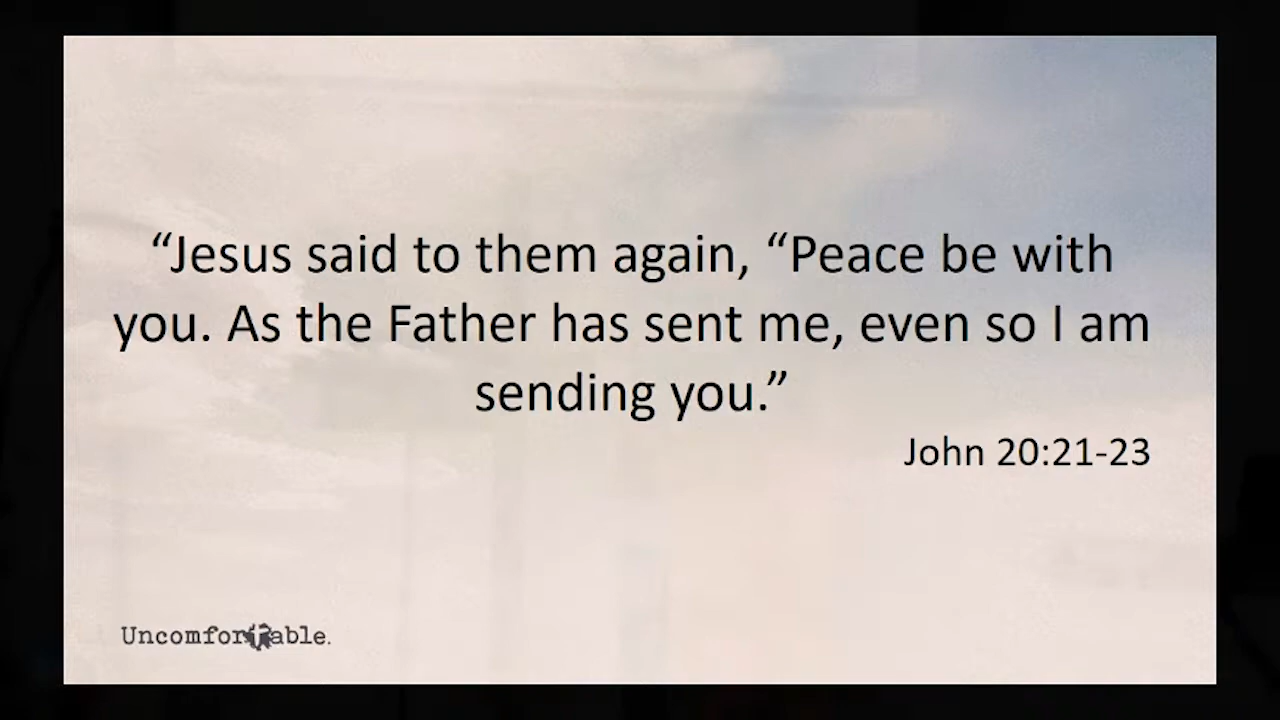 “Jesus said to them again, “Peace be with
you. As the Father has sent me, even so I am
sending you.”
John 20:21-23
Uncomfortable.